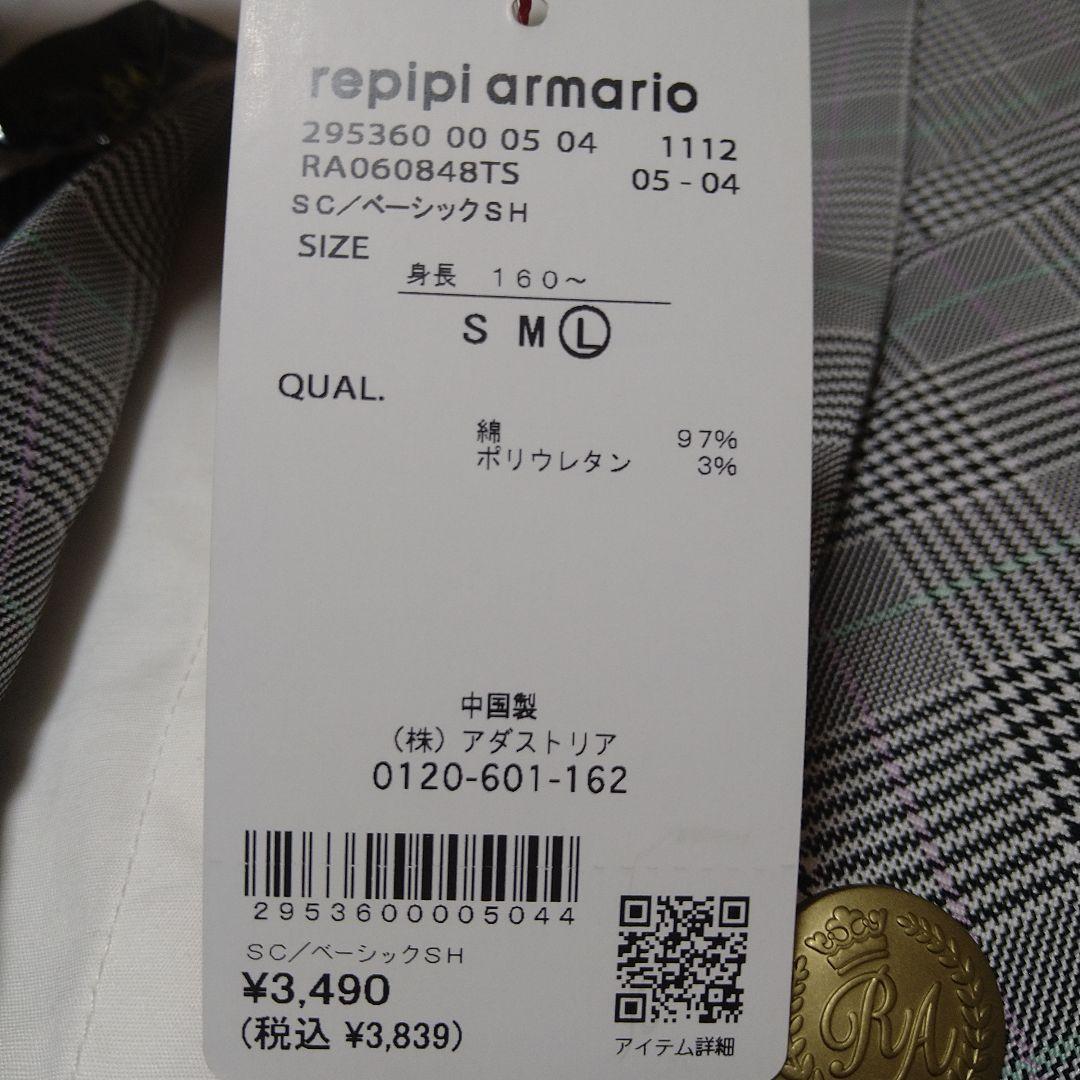 repipi armario
295360 00 05 04 1112
RA060848TS 05-04
SC／ベーシックSH
SIZE
身長 160～
S M L
QUAL.
綿 97%
ポリウレタン 3%
中国製
（株）アダストリア
0120-601-162
2953600005044
SC／ベーシックSH
¥3,490
(税込 ¥3,839)
アイテム詳細
RA